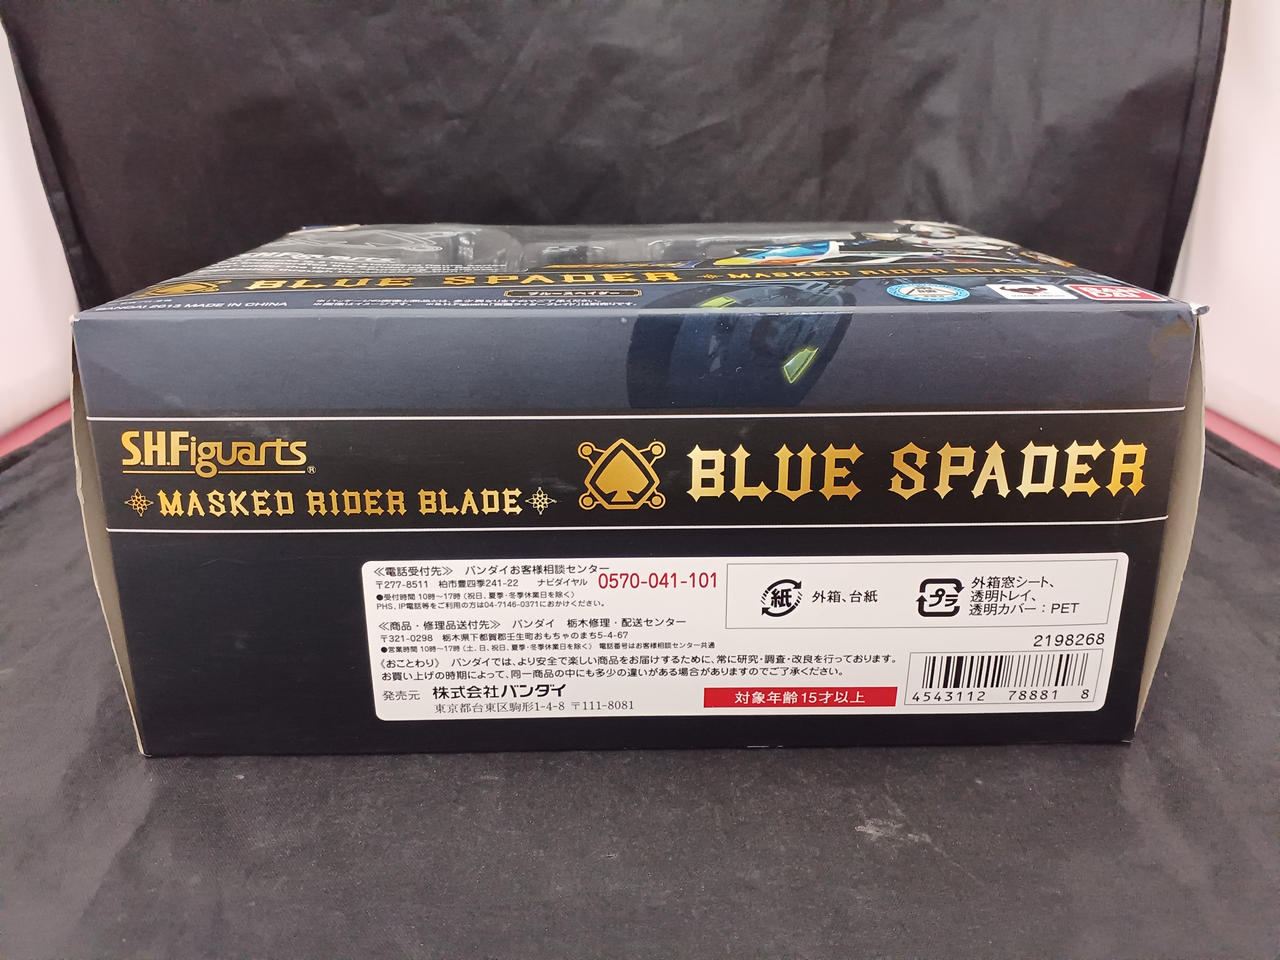 BLUE SPADER
MASKED RIDER BLADE
ブルースペイダー
BANDAI 2013 MADE IN CHINA
S.H.Figuarts®
MASKED RIDER BLADE
BLUE SPADER
≪電話受付先≫ バンダイお客様相談センター
〒277-8511 柏市豊四季241-22 ナビダイヤル 0570-041-101
●受付時間 10時〜17時 (祝日、夏季・冬季休業日を除く)
PHS、IP電話等をご利用の方は04-7146-0371におかけください。
≪商品・修理品送付先≫ バンダイ 栃木修理・配送センター
〒321-0298 栃木県下都賀郡壬生町おもちゃのまち5-4-67
●営業時間 10時〜17時 (土、日、祝日、夏季・冬季休業日を除く) 電話番号はお客様相談センター共通
《おことわり》 バンダイでは、より安全で楽しい商品をお届けするために、常に研究・調査・改良を行っております。
お買い上げの時期によって、同一商品の中にも多少の違いがある場合がありますのでご了承ください。
発売元 株式会社バンダイ
東京都台東区駒形1-4-8 〒111-8081
対象年齢15才以上
紙 外箱、台紙
プラ 外箱窓シート、
透明トレイ、
透明カバー：PET
2198268
4543112 78881 8